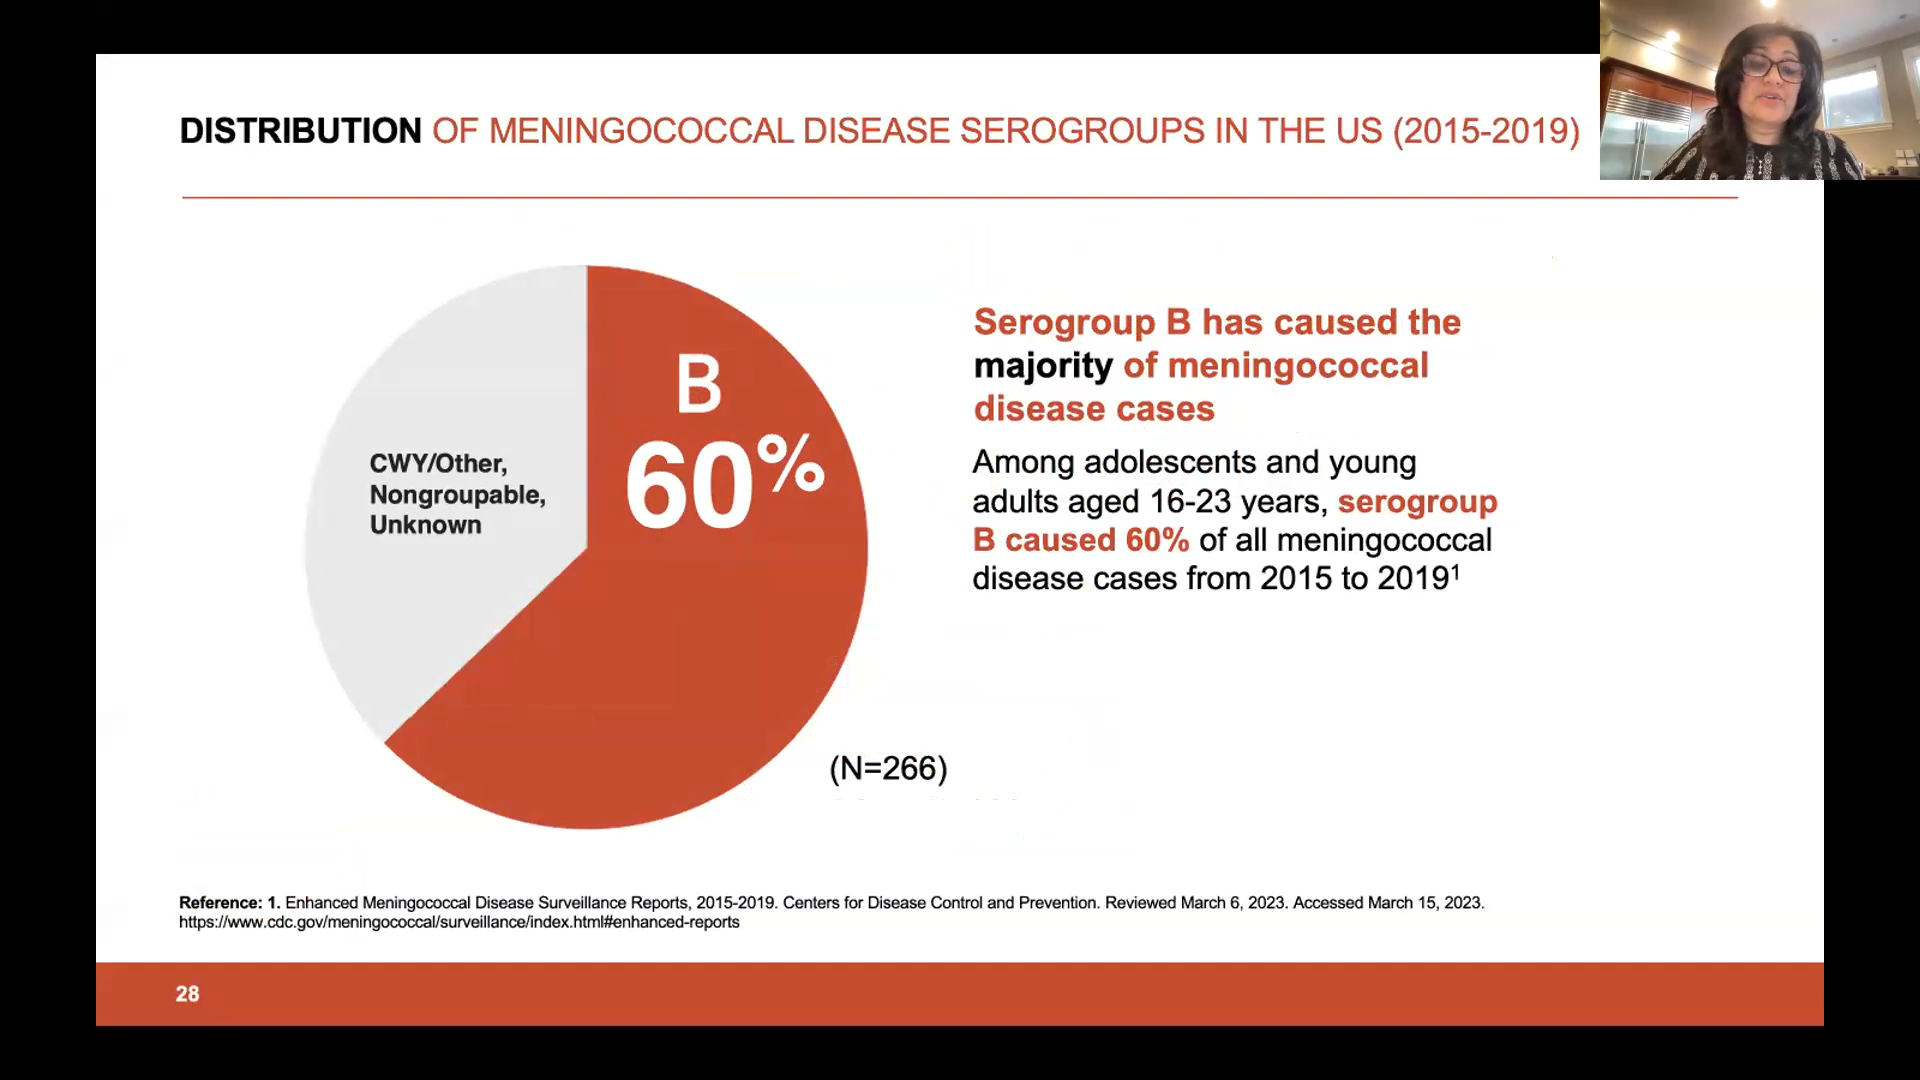 DISTRIBUTION OF MENINGOCOCCAL DISEASE SEROGROUPS IN THE US (2015-2019)
B
60%
CWY/Other,
Nongroupable,
Unknown
(N=266)
Serogroup B has caused the
majority of meningococcal
disease cases
Among adolescents and young
adults aged 16-23 years, serogroup
B caused 60% of all meningococcal
disease cases from 2015 to 2019¹
Reference: 1. Enhanced Meningococcal Disease Surveillance Reports, 2015-2019. Centers for Disease Control and Prevention. Reviewed March 6, 2023. Accessed March 15, 2023.
https://www.cdc.gov/meningococcal/surveillance/index.html#enhanced-reports
28